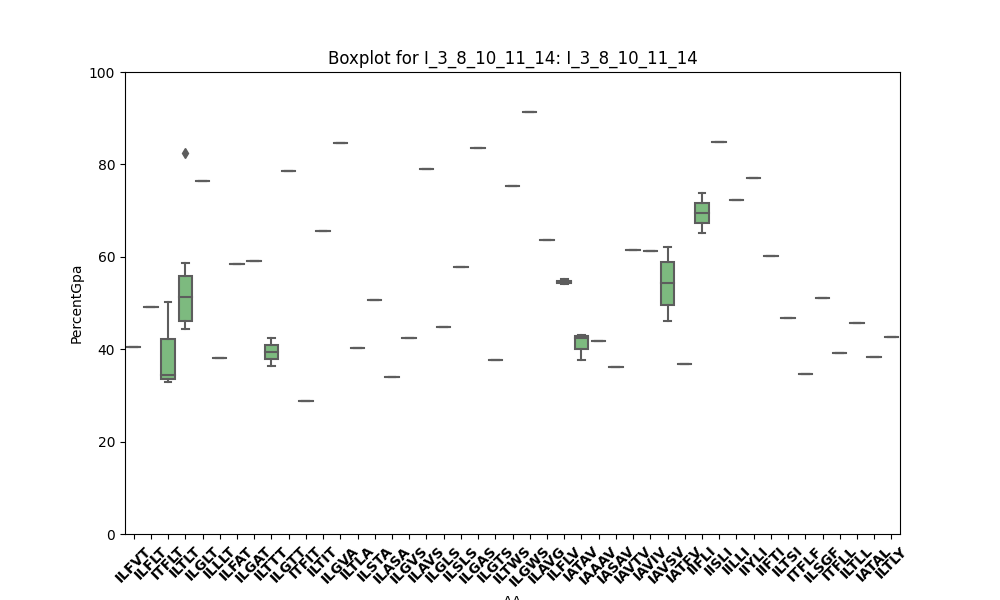 Boxplot for I_3_8_10_11_14: I_3_8_10_11_14
100
80
60
40
20
0
PercentGpa
ILFVT
ILFLT
ITFLT
ILTLT
ILGLT
ILLLT
ILFAT
ILGAT
ILTTT
ILGTT
ITFIT
ILTIT
ILGVA
ILTLA
ILSTA
ILASA
ILGVS
ILAVS
ILGLS
ILSLS
ILGAS
ILGTS
ILTWS
ILGWS
ILAVG
ILFLV
IATAV
IAAAV
IASAV
IAVTV
IAVIV
IAVSV
IATFV
IIFLI
IISLI
IILLI
IIYLI
IIFTI
ILTSI
ITFLF
ILSGF
ITFLL
ILTLL
IATAL
ILTLY